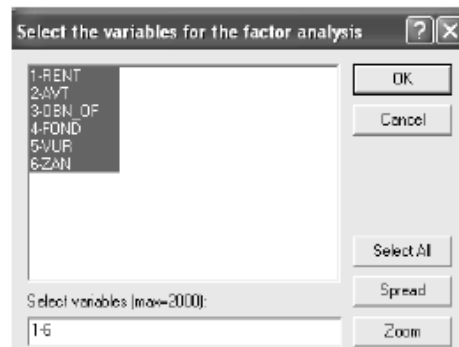 Select the variables for the factor analysis
1-RENT
2-AVT
3-OBN_OF
4-FOND
5-VUR
6-ZAN
OK
Cancel
Select All
Spread
Select variables (max=2000):
1-6
Zoom